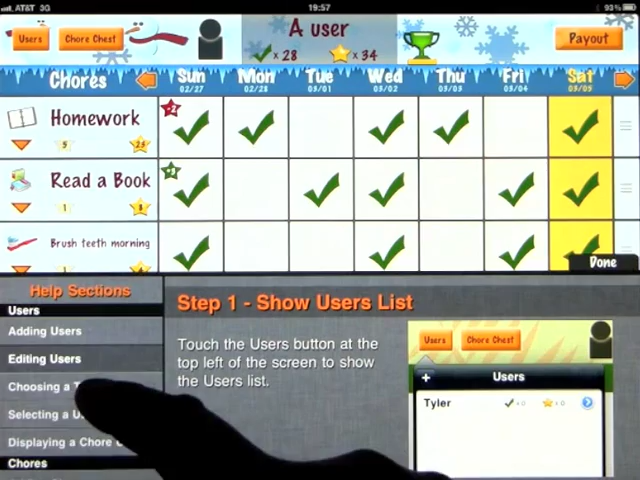 AT&T 3G 19:57 93%
Users Chore Chest A user Payout
x 28 x 34
Chores Sun Mon Tue Wed Thu Fri Sat
02/27 02/28 03/01 03/02 03/03 03/04 03/05
Homework
5 23
Read a Book
1
Brush teeth morning
Done
Help Sections
Users
Adding Users
Editing Users
Choosing a
Selecting a
Displaying a Chore
Chores
Step 1 - Show Users List
Touch the Users button at the
top left of the screen to show
the Users list.
Users Chore Chest
+ Users
Tyler x 0 x 0